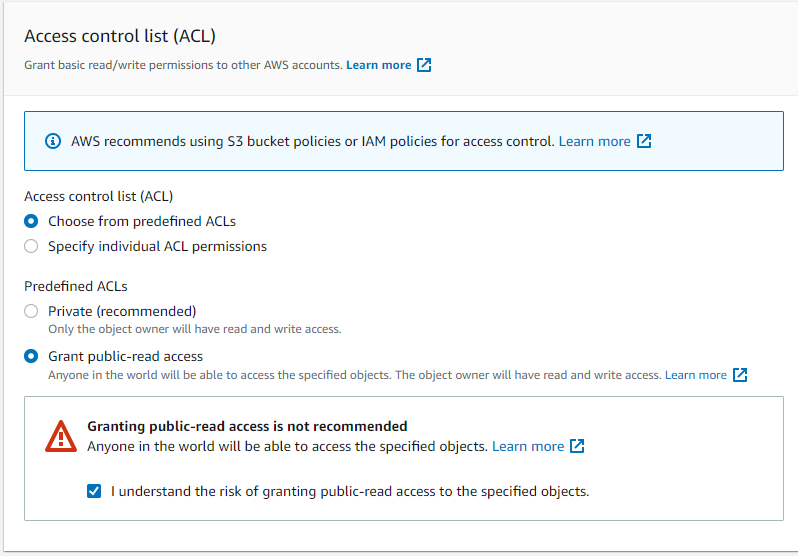 Access control list (ACL)
Grant basic read/write permissions to other AWS accounts. Learn more
AWS recommends using S3 bucket policies or IAM policies for access control. Learn more
Access control list (ACL)
Choose from predefined ACLs
Specify individual ACL permissions
Predefined ACLs
Private (recommended)
Only the object owner will have read and write access.
Grant public-read access
Anyone in the world will be able to access the specified objects. The object owner will have read and write access. Learn more
Granting public-read access is not recommended
Anyone in the world will be able to access the specified objects. Learn more
I understand the risk of granting public-read access to the specified objects.